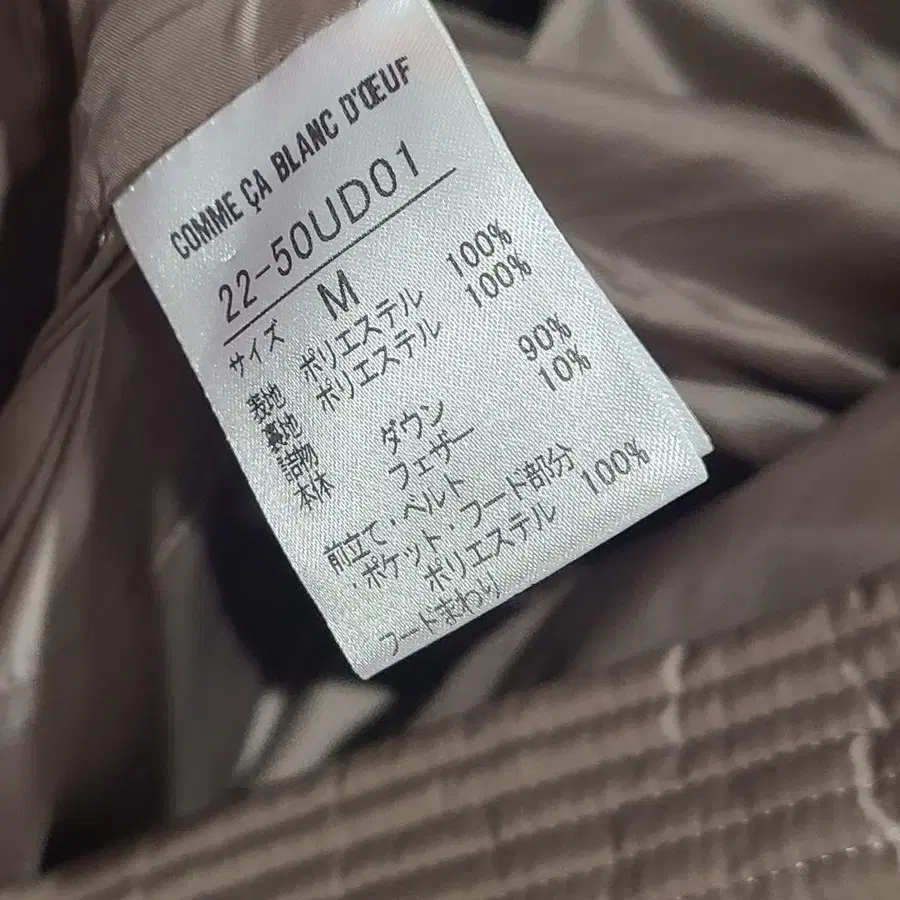 COMME ÇA BLANC D'ŒUF
22-50UD01
サイズ M
表地 ポリエステル 100%
裏地 ポリエステル 100%
詰物
本体 ダウン 90%
フェザー 10%
前立て・ベルト
・ポケット・フード部分
ポリエステル 100%
フードまわり